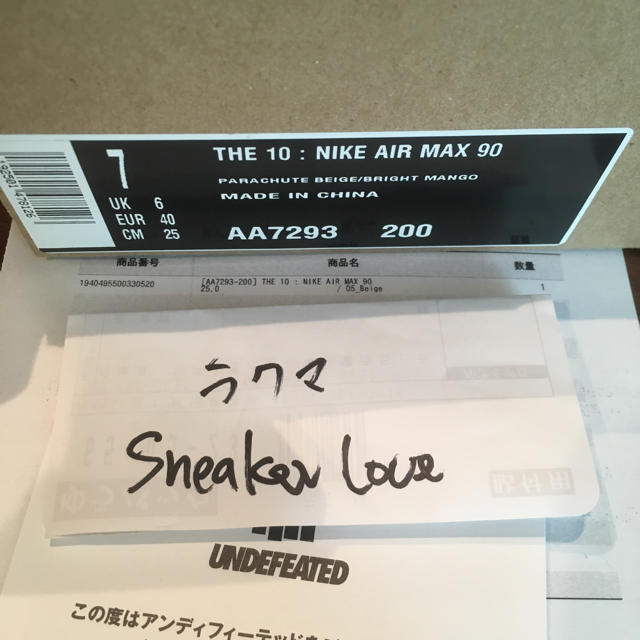 7
UK 6
EUR 40
CM 25
THE 10 : NIKE AIR MAX 90
PARACHUTE BEIGE/BRIGHT MANGO
MADE IN CHINA
AA7293 200
商品番号 商品名 数量
1940495500330520 [AA7293-200] THE 10 : NIKE AIR MAX 90 1
25.0 / 05_Beige
ラクマ
Sneaker Love
UNDEFEATED
この度はアンディフィーテッド